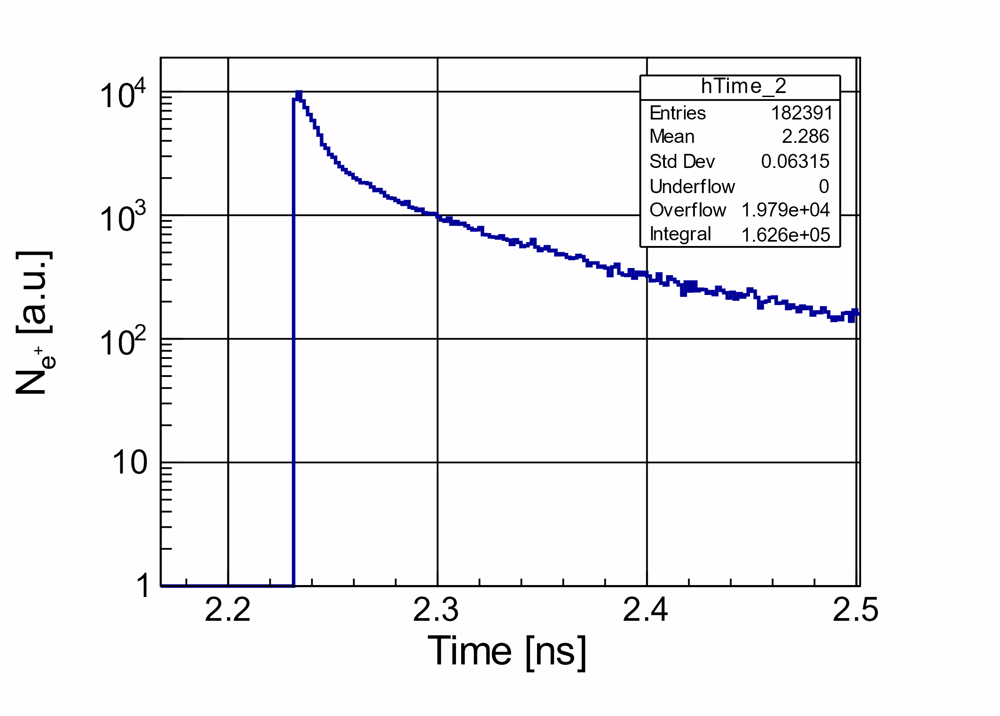 hTime_2
Entries 182391
Mean 2.286
Std Dev 0.06315
Underflow 0
Overflow 1.979e+04
Integral 1.626e+05
10⁴
10³
10²
10
1
N_e⁺ [a.u.]
2.2 2.3 2.4 2.5
Time [ns]